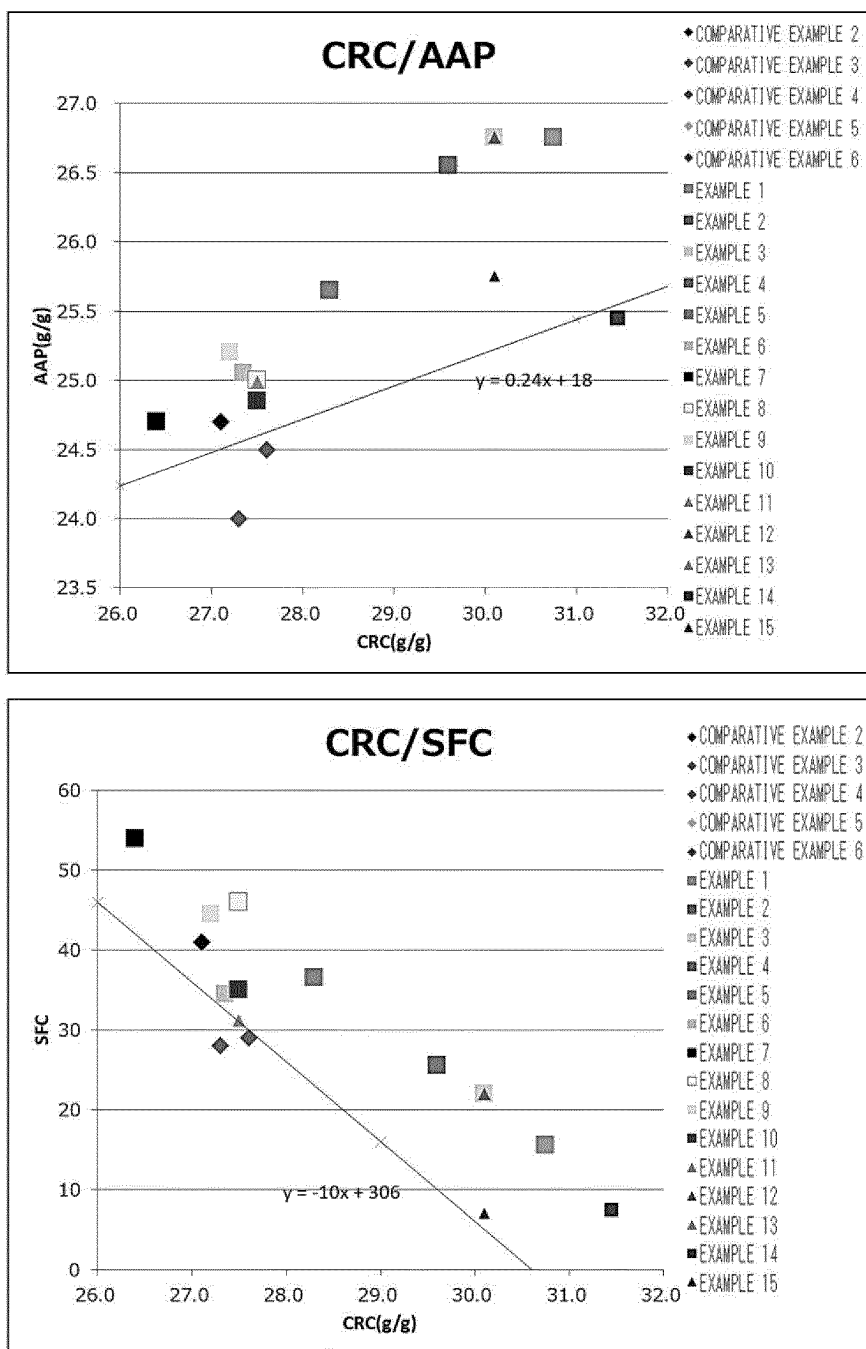 CRC/AAP
27.0
26.5
26.0
25.5
25.0
24.5
24.0
23.5
AAP(g/g)
y = 0.24x + 18
26.0 27.0 28.0 29.0 30.0 31.0 32.0
CRC(g/g)
COMPARATIVE EXAMPLE 2
COMPARATIVE EXAMPLE 3
COMPARATIVE EXAMPLE 4
COMPARATIVE EXAMPLE 5
COMPARATIVE EXAMPLE 6
EXAMPLE 1
EXAMPLE 2
EXAMPLE 3
EXAMPLE 4
EXAMPLE 5
EXAMPLE 6
EXAMPLE 7
EXAMPLE 8
EXAMPLE 9
EXAMPLE 10
EXAMPLE 11
EXAMPLE 12
EXAMPLE 13
EXAMPLE 14
EXAMPLE 15
CRC/SFC
60
50
40
30
20
10
0
SFC
y = -10x + 306
26.0 27.0 28.0 29.0 30.0 31.0 32.0
CRC(g/g)
COMPARATIVE EXAMPLE 2
COMPARATIVE EXAMPLE 3
COMPARATIVE EXAMPLE 4
COMPARATIVE EXAMPLE 5
COMPARATIVE EXAMPLE 6
EXAMPLE 1
EXAMPLE 2
EXAMPLE 3
EXAMPLE 4
EXAMPLE 5
EXAMPLE 6
EXAMPLE 7
EXAMPLE 8
EXAMPLE 9
EXAMPLE 10
EXAMPLE 11
EXAMPLE 12
EXAMPLE 13
EXAMPLE 14
EXAMPLE 15